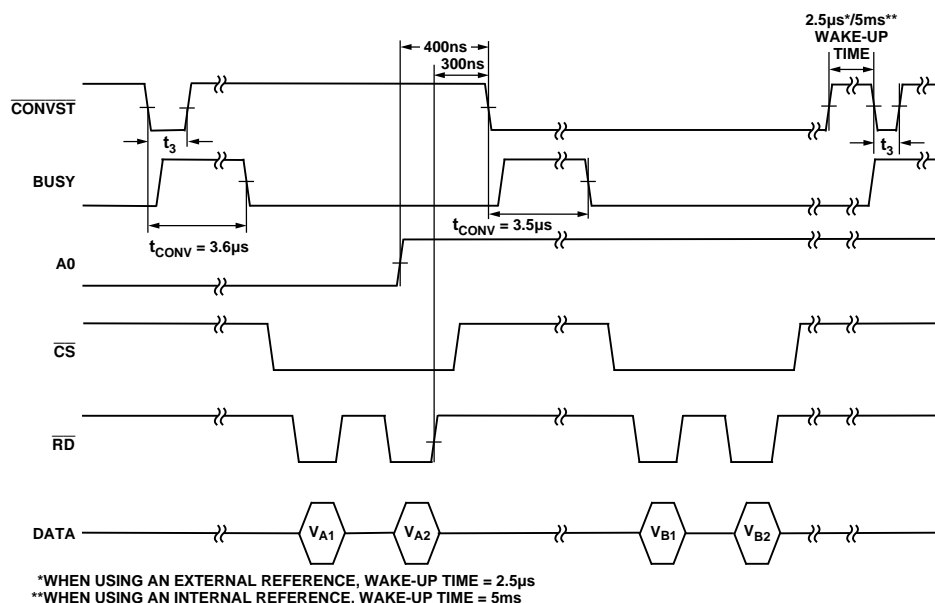 2.5µs*/5ms**
WAKE-UP
TIME
400ns
300ns
CONVST
t3
t3
BUSY
tCONV = 3.6µs
tCONV = 3.5µs
A0
CS
RD
DATA
VA1
VA2
VB1
VB2
*WHEN USING AN EXTERNAL REFERENCE, WAKE-UP TIME = 2.5µs
**WHEN USING AN INTERNAL REFERENCE, WAKE-UP TIME = 5ms